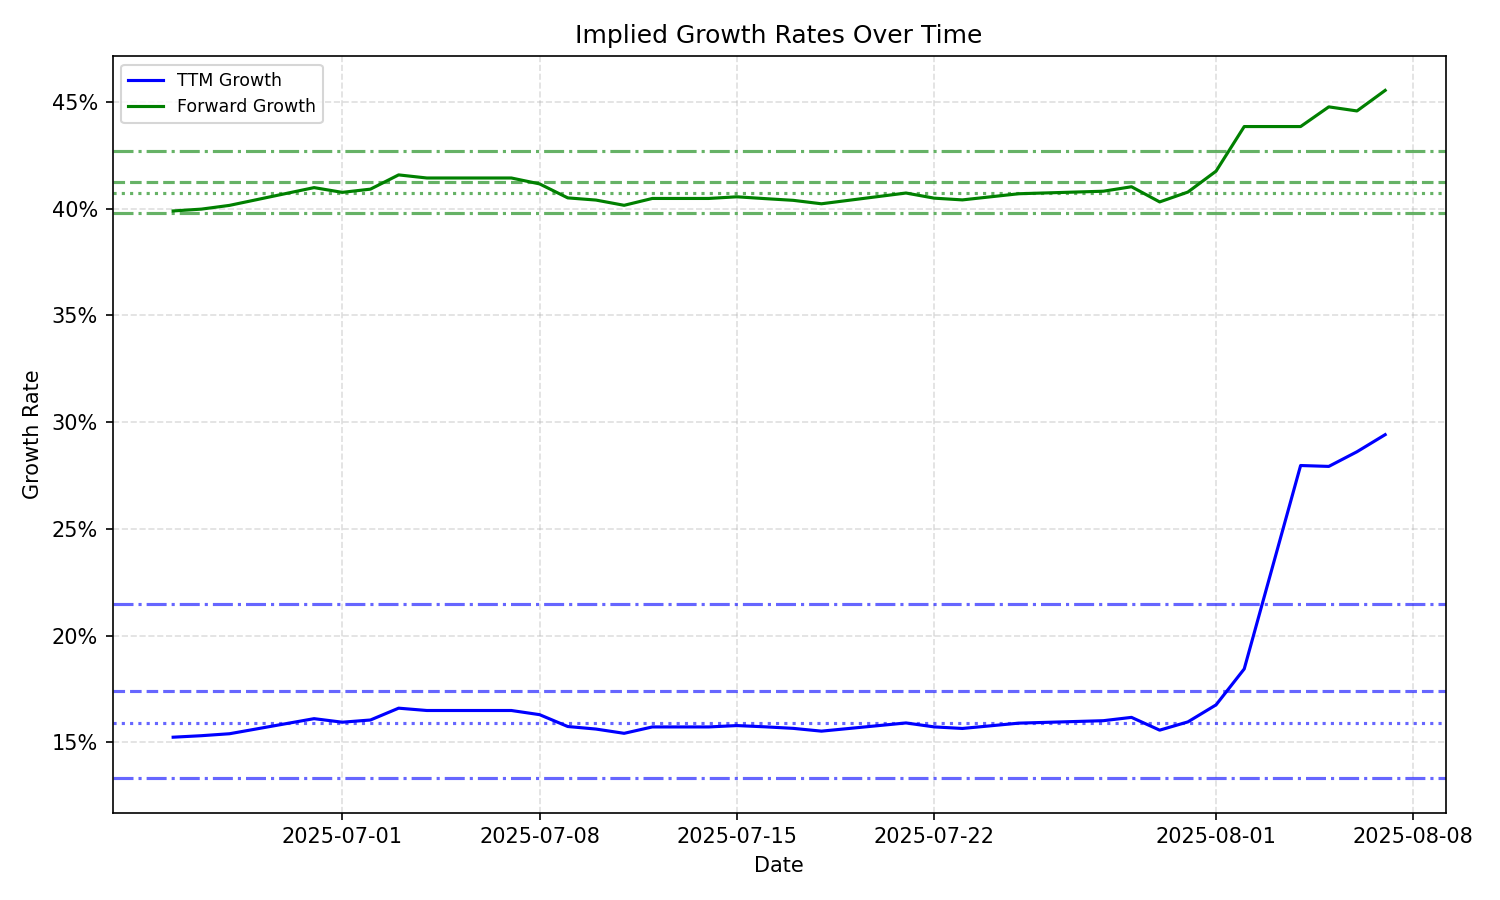 Implied Growth Rates Over Time
TTM Growth
Forward Growth
45%
40%
35%
30%
25%
20%
15%
Growth Rate
2025-07-01
2025-07-08
2025-07-15
2025-07-22
2025-08-01
2025-08-08
Date